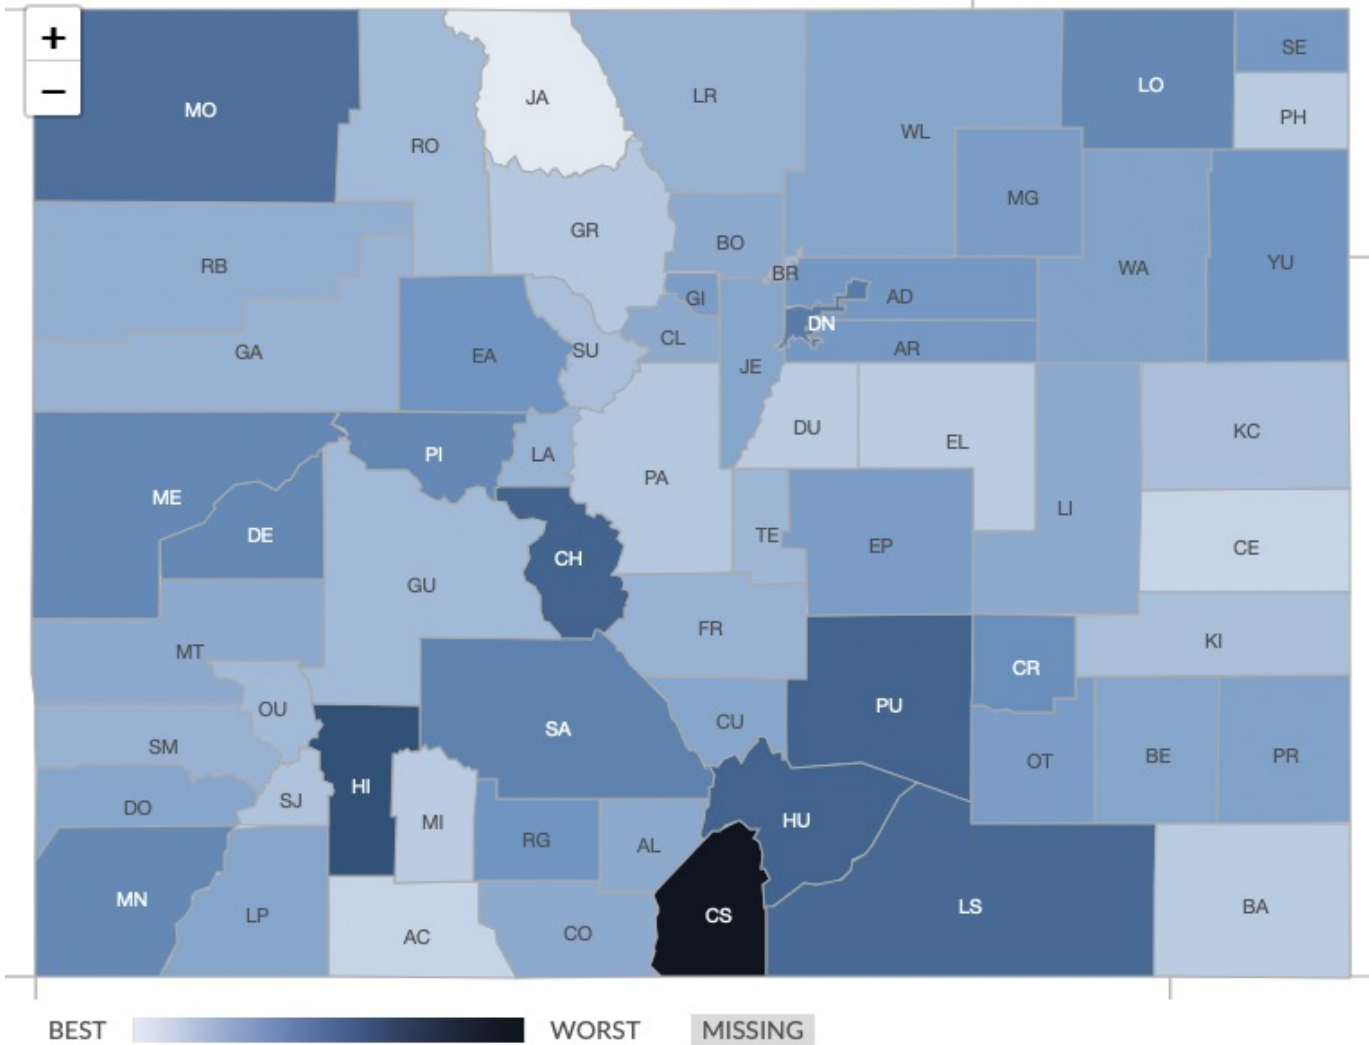 +
−
MO
RO
JA
LR
WL
LO
SE
PH
RB
GR
BO
MG
WA
YU
GA
EA
SU
GI
CL
BR
AD
DN
AR
JE
ME
DE
PI
LA
PA
DU
EL
LI
KC
CE
GU
CH
TE
EP
MT
FR
KI
OU
SM
SA
CU
PU
CR
OT
BE
PR
DO
SJ
HI
MI
RG
AL
HU
MN
LP
AC
CO
CS
LS
BA
BEST WORST MISSING